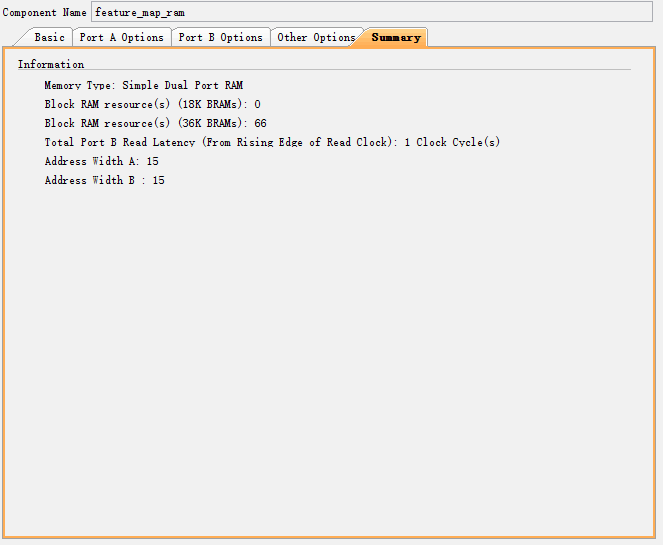 Component Name feature_map_ram
Basic Port A Options Port B Options Other Options Summary
Information
Memory Type: Simple Dual Port RAM
Block RAM resource(s) (18K BRAMs): 0
Block RAM resource(s) (36K BRAMs): 66
Total Port B Read Latency (From Rising Edge of Read Clock): 1 Clock Cycle(s)
Address Width A: 15
Address Width B : 15